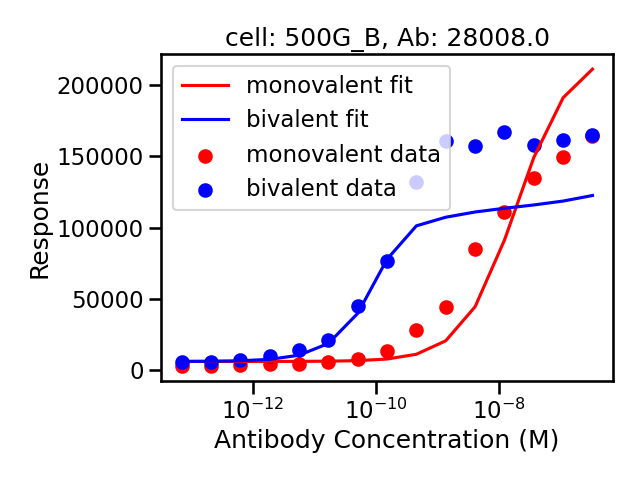 cell: 500G_B, Ab: 28008.0
monovalent fit
bivalent fit
monovalent data
bivalent data
Response
200000
150000
100000
50000
0
10⁻¹² 10⁻¹⁰ 10⁻⁸
Antibody Concentration (M)